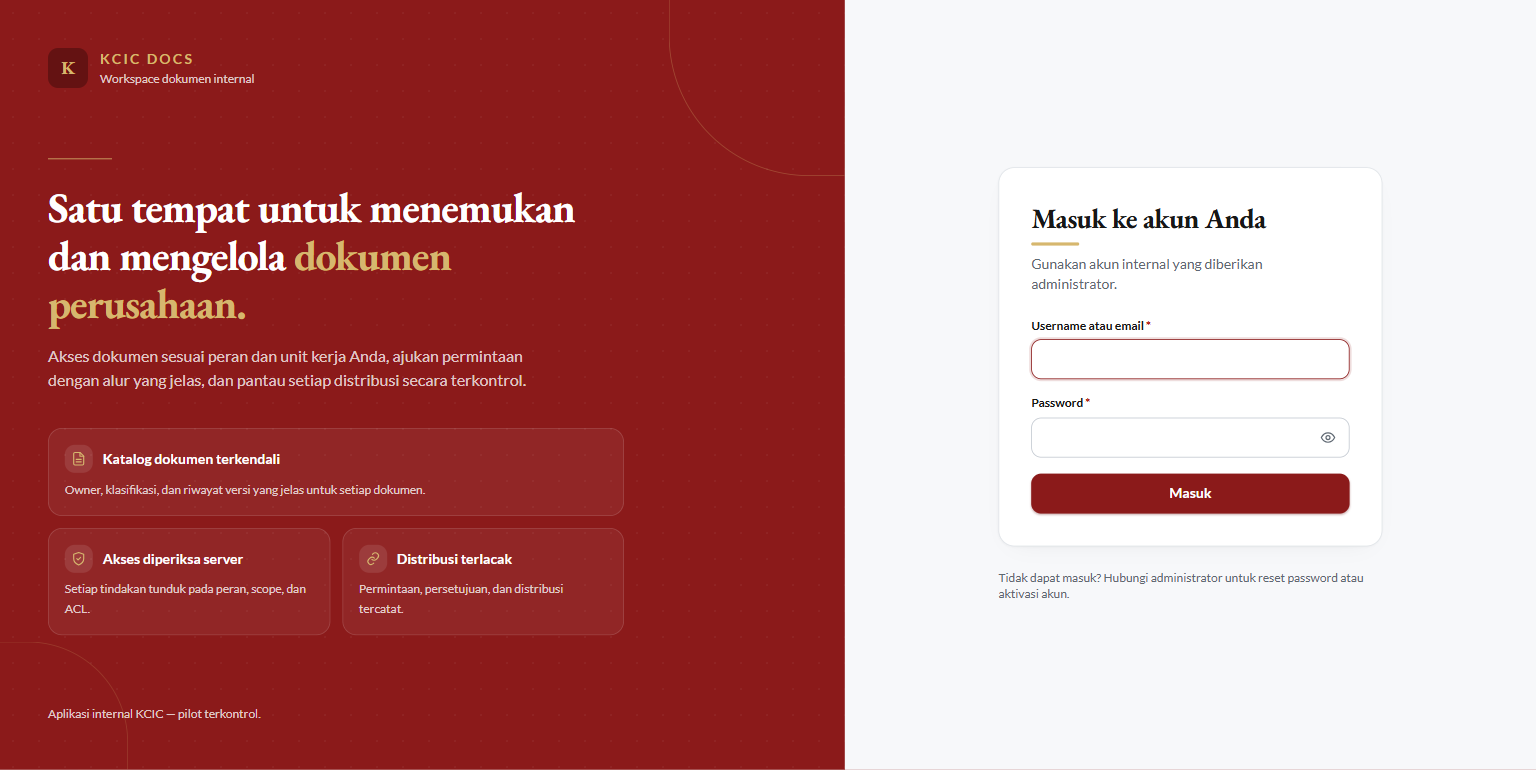 K
KCIC DOCS
Workspace dokumen internal
Satu tempat untuk menemukan
dan mengelola dokumen
perusahaan.
Akses dokumen sesuai peran dan unit kerja Anda, ajukan permintaan
dengan alur yang jelas, dan pantau setiap distribusi secara terkontrol.
Katalog dokumen terkendali
Owner, klasifikasi, dan riwayat versi yang jelas untuk setiap dokumen.
Akses diperiksa server
Setiap tindakan tunduk pada peran, scope, dan
ACL.
Distribusi terlacak
Permintaan, persetujuan, dan distribusi
tercatat.
Aplikasi internal KCIC — pilot terkontrol.
Masuk ke akun Anda
Gunakan akun internal yang diberikan
administrator.
Username atau email *
Password *
Masuk
Tidak dapat masuk? Hubungi administrator untuk reset password atau
aktivasi akun.